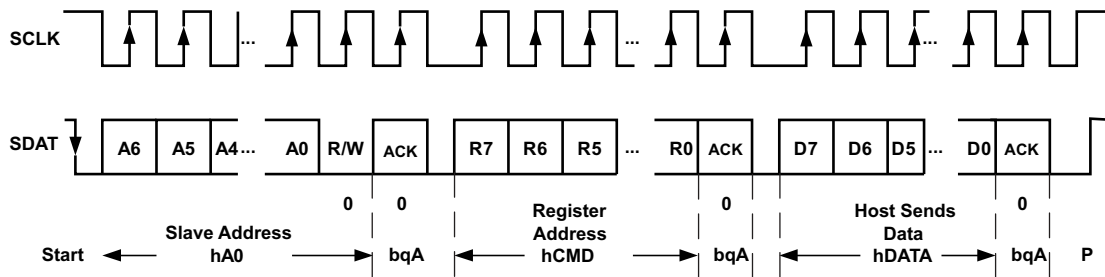 SCLK ... ... ...
SDAT A6 A5 A4... A0 R/W ACK R7 R6 R5 ... R0 ACK D7 D6 D5 ... D0 ACK
0 0 0 0
Start Slave Address
hA0 bqA Register
Address
hCMD bqA Host Sends
Data
hDATA bqA P